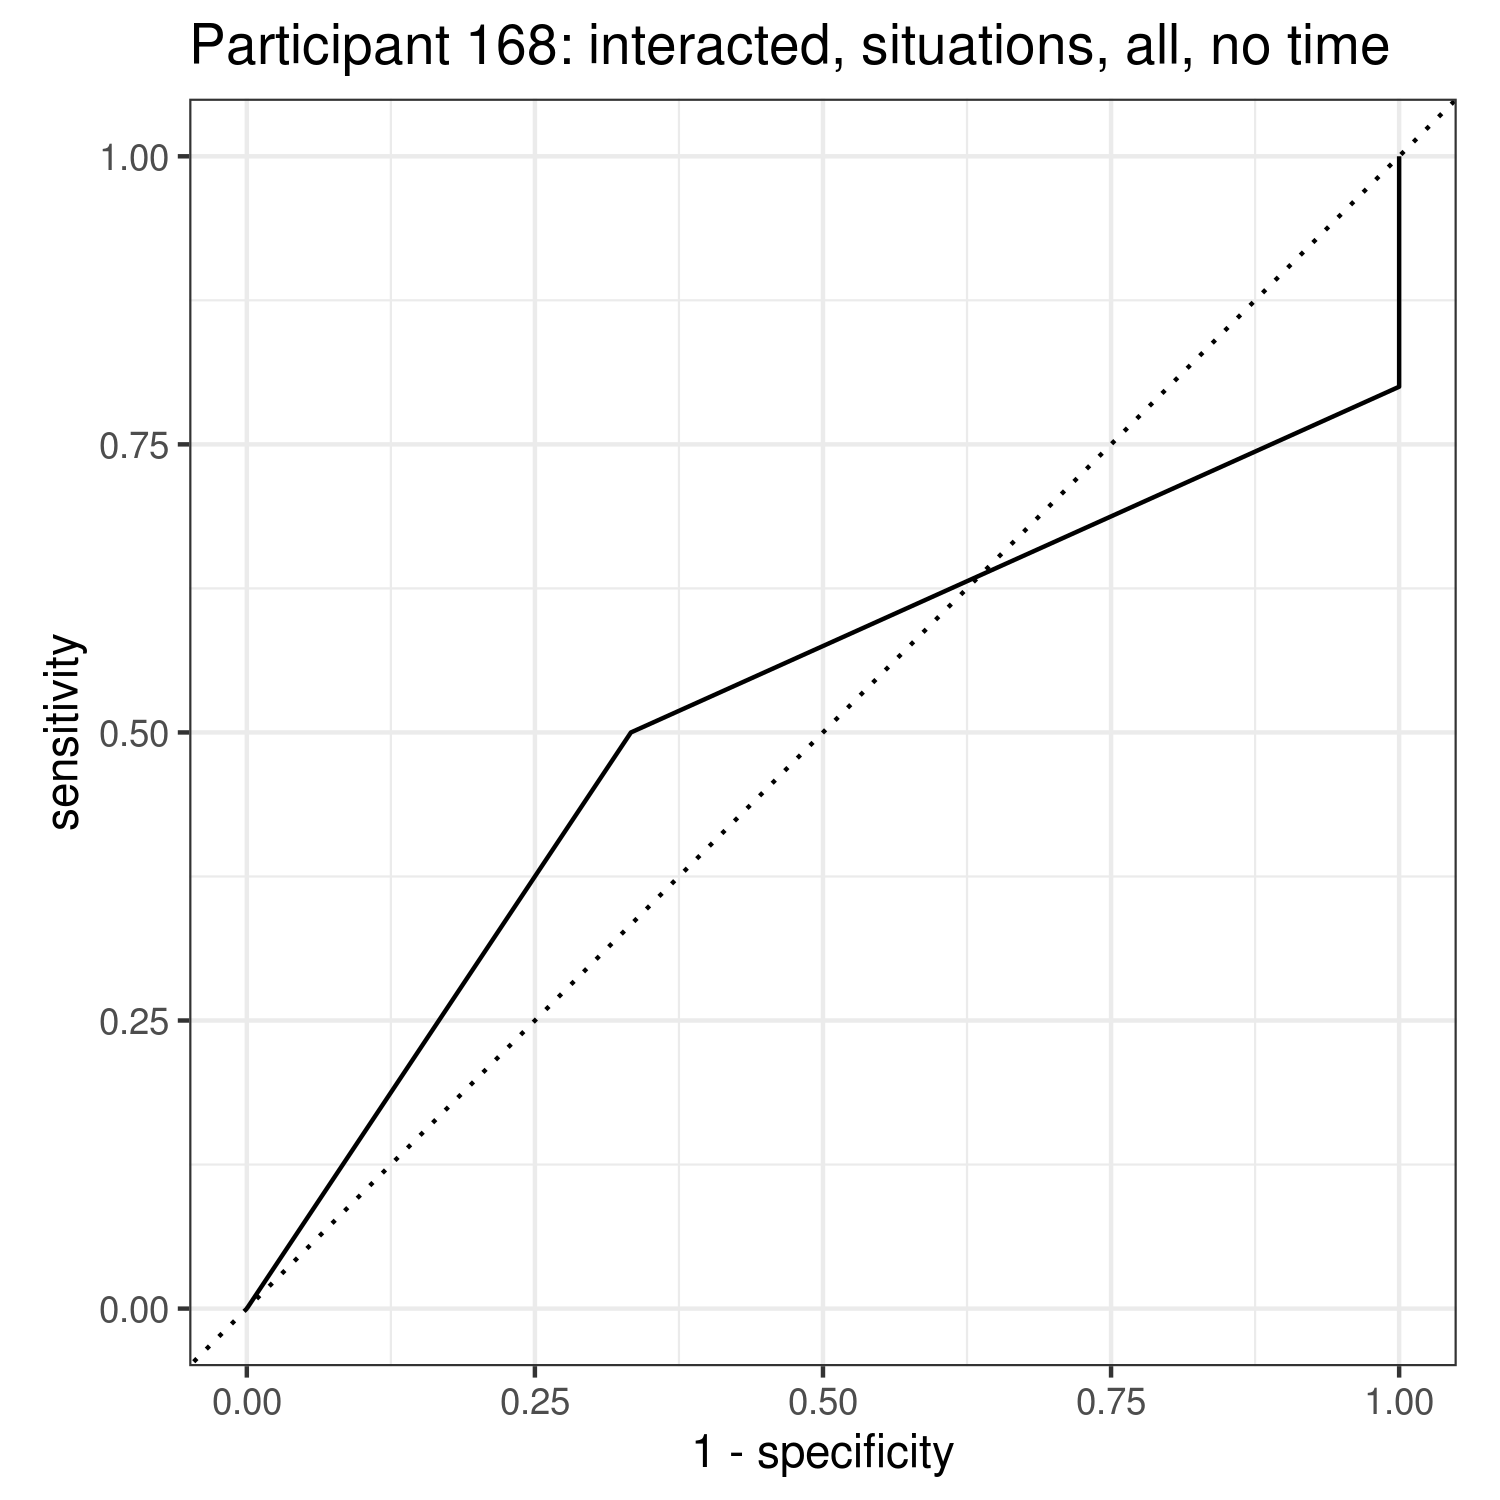 Participant 168: interacted, situations, all, no time
sensitivity
1.00
0.75
0.50
0.25
0.00
0.00 0.25 0.50 0.75 1.00
1 - specificity